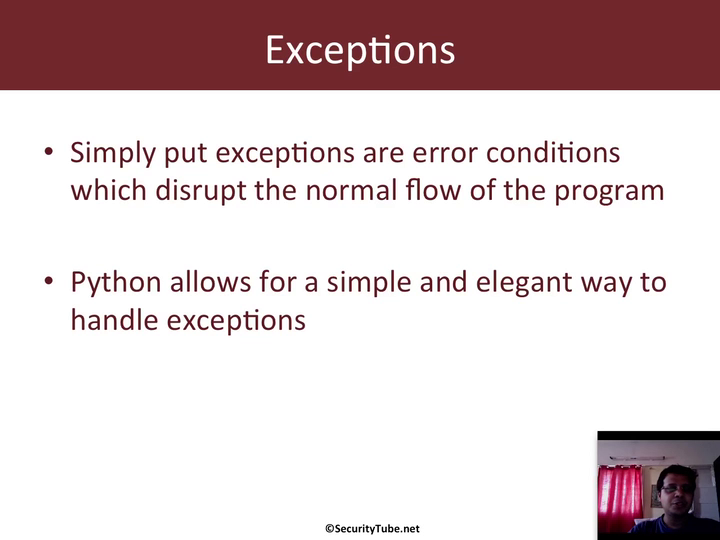 Exceptions
• Simply put exceptions are error conditions
which disrupt the normal flow of the program
• Python allows for a simple and elegant way to
handle exceptions
©SecurityTube.net